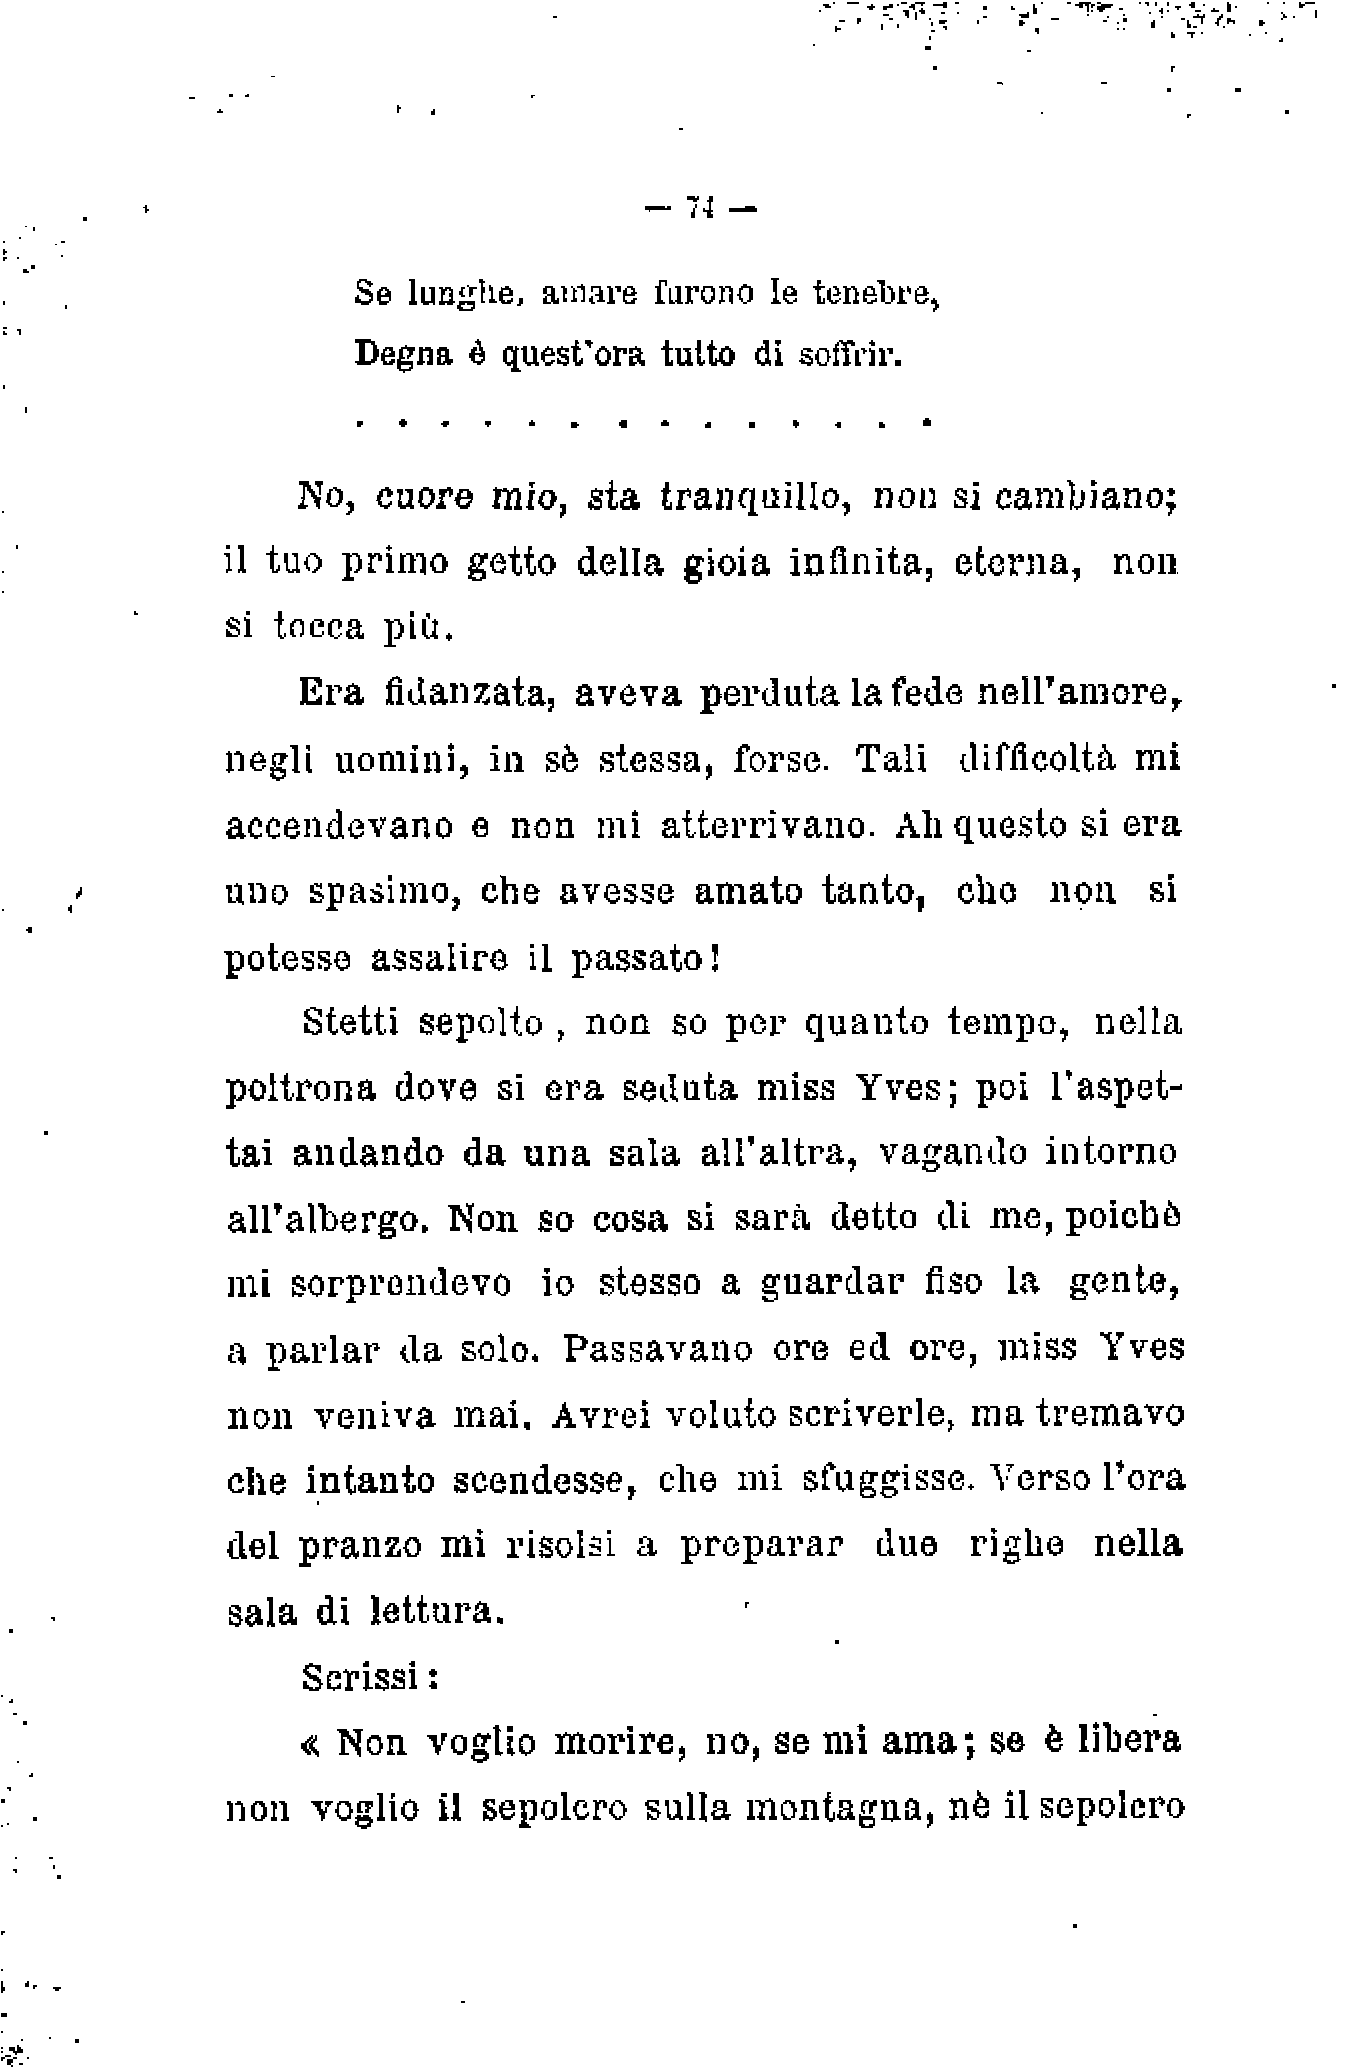 — 74 —
Se lunghe, amare furono le tenebre,
Degna è quest'ora tutto di soffrir.
. . . . . . . . . . . . . .
No, cuore mio, sta tranquillo, non si cambiano;
il tuo primo getto della gioia infinita, eterna, non
si tocca più.
Era fidanzata, aveva perduta la fede nell'amore,
negli uomini, in sè stessa, forse. Tali difficoltà mi
accendevano e non mi atterrivano. Ah questo si era
uno spasimo, che avesse amato tanto, che non si
potesse assalire il passato!
Stetti sepolto, non so per quanto tempo, nella
poltrona dove si era seduta miss Yves; poi l'aspet-
tai andando da una sala all'altra, vagando intorno
all'albergo. Non so cosa si sarà detto di me, poichè
mi sorprendevo io stesso a guardar fiso la gente,
a parlar da solo. Passavano ore ed ore, miss Yves
non veniva mai. Avrei voluto scriverle, ma tremavo
che intanto scendesse, che mi sfuggisse. Verso l'ora
del pranzo mi risolsi a preparar due righe nella
sala di lettura.
Scrissi:
« Non voglio morire, no, se mi ama; se è libera
non voglio il sepolcro sulla montagna, nè il sepolcro